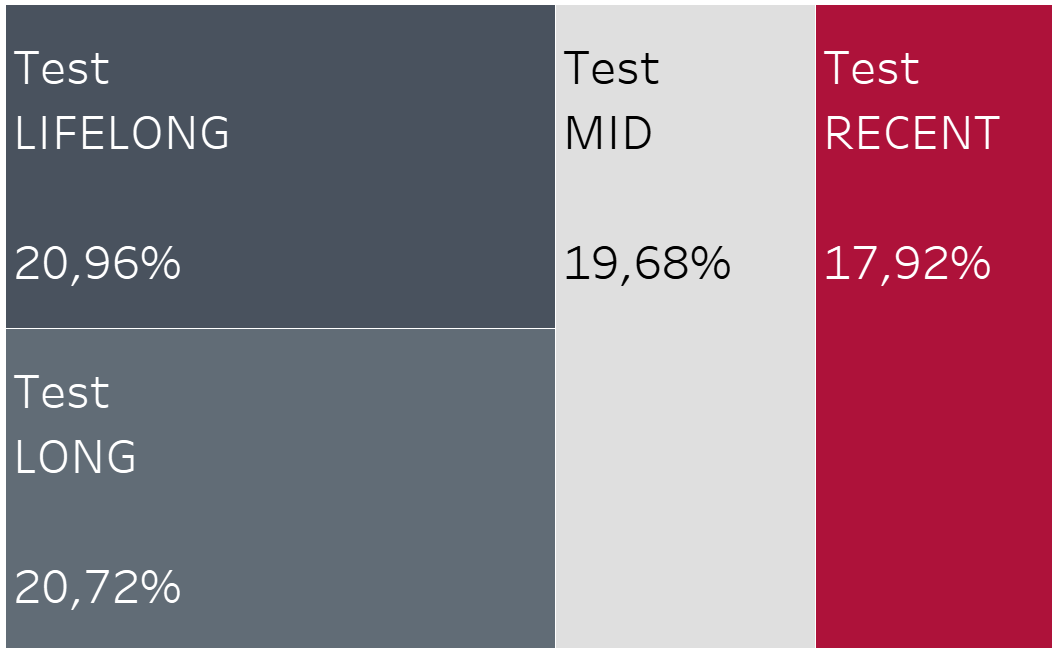 Test
LIFELONG
20,96%
Test
LONG
20,72%
Test
MID
19,68%
Test
RECENT
17,92%